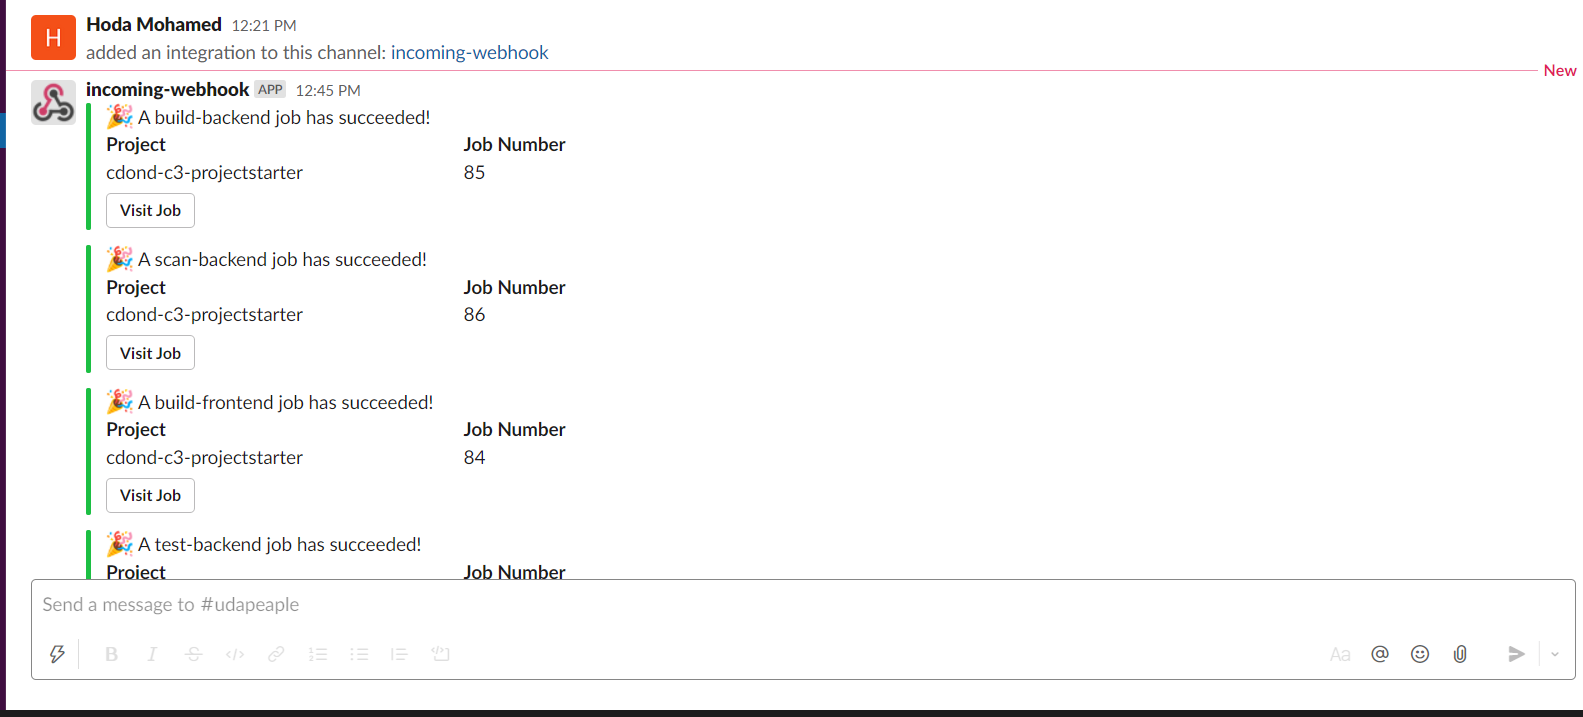 H
Hoda Mohamed 12:21 PM
added an integration to this channel: incoming-webhook
New
incoming-webhook APP 12:45 PM
🎉 A build-backend job has succeeded!
Project Job Number
cdond-c3-projectstarter 85
Visit Job
🎉 A scan-backend job has succeeded!
Project Job Number
cdond-c3-projectstarter 86
Visit Job
🎉 A build-frontend job has succeeded!
Project Job Number
cdond-c3-projectstarter 84
Visit Job
🎉 A test-backend job has succeeded!
Project Job Number
Send a message to #udapeaple
B I S Aa @